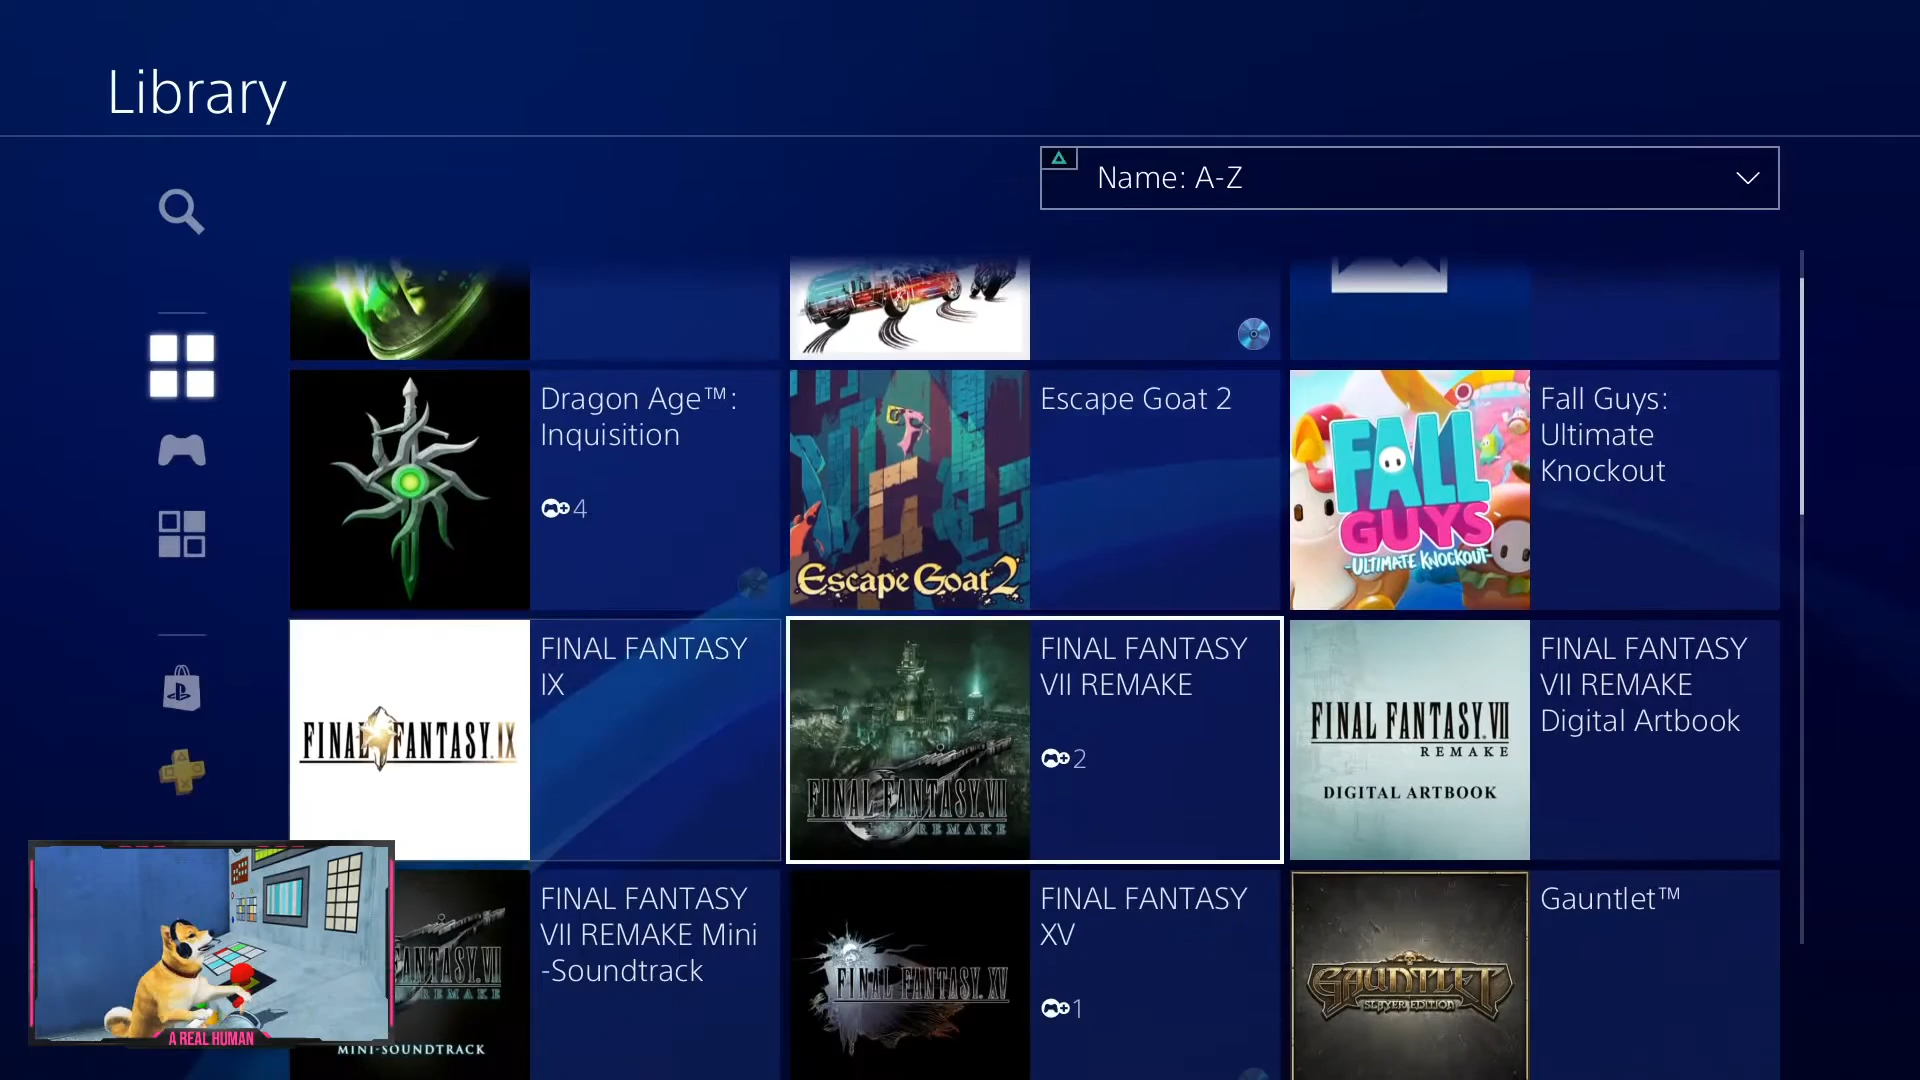 Library
Name: A-Z
Dragon Age™:
Inquisition
4
Escape Goat 2
Escape Goat 2
FALL
GUYS
-ULTIMATE KNOCKOUT-
Fall Guys:
Ultimate
Knockout
FINAL FANTASY IX
FINAL FANTASY
IX
FINAL FANTASY VII
REMAKE
FINAL FANTASY
VII REMAKE
2
FINAL FANTASY VII
REMAKE
DIGITAL ARTBOOK
FINAL FANTASY
VII REMAKE
Digital Artbook
A REAL HUMAN
FANTASY VII
REMAKE
MINI-SOUNDTRACK
FINAL FANTASY
VII REMAKE Mini
-Soundtrack
FINAL FANTASY XV
FINAL FANTASY
XV
1
GAUNTLET
SLAYER EDITION
Gauntlet™